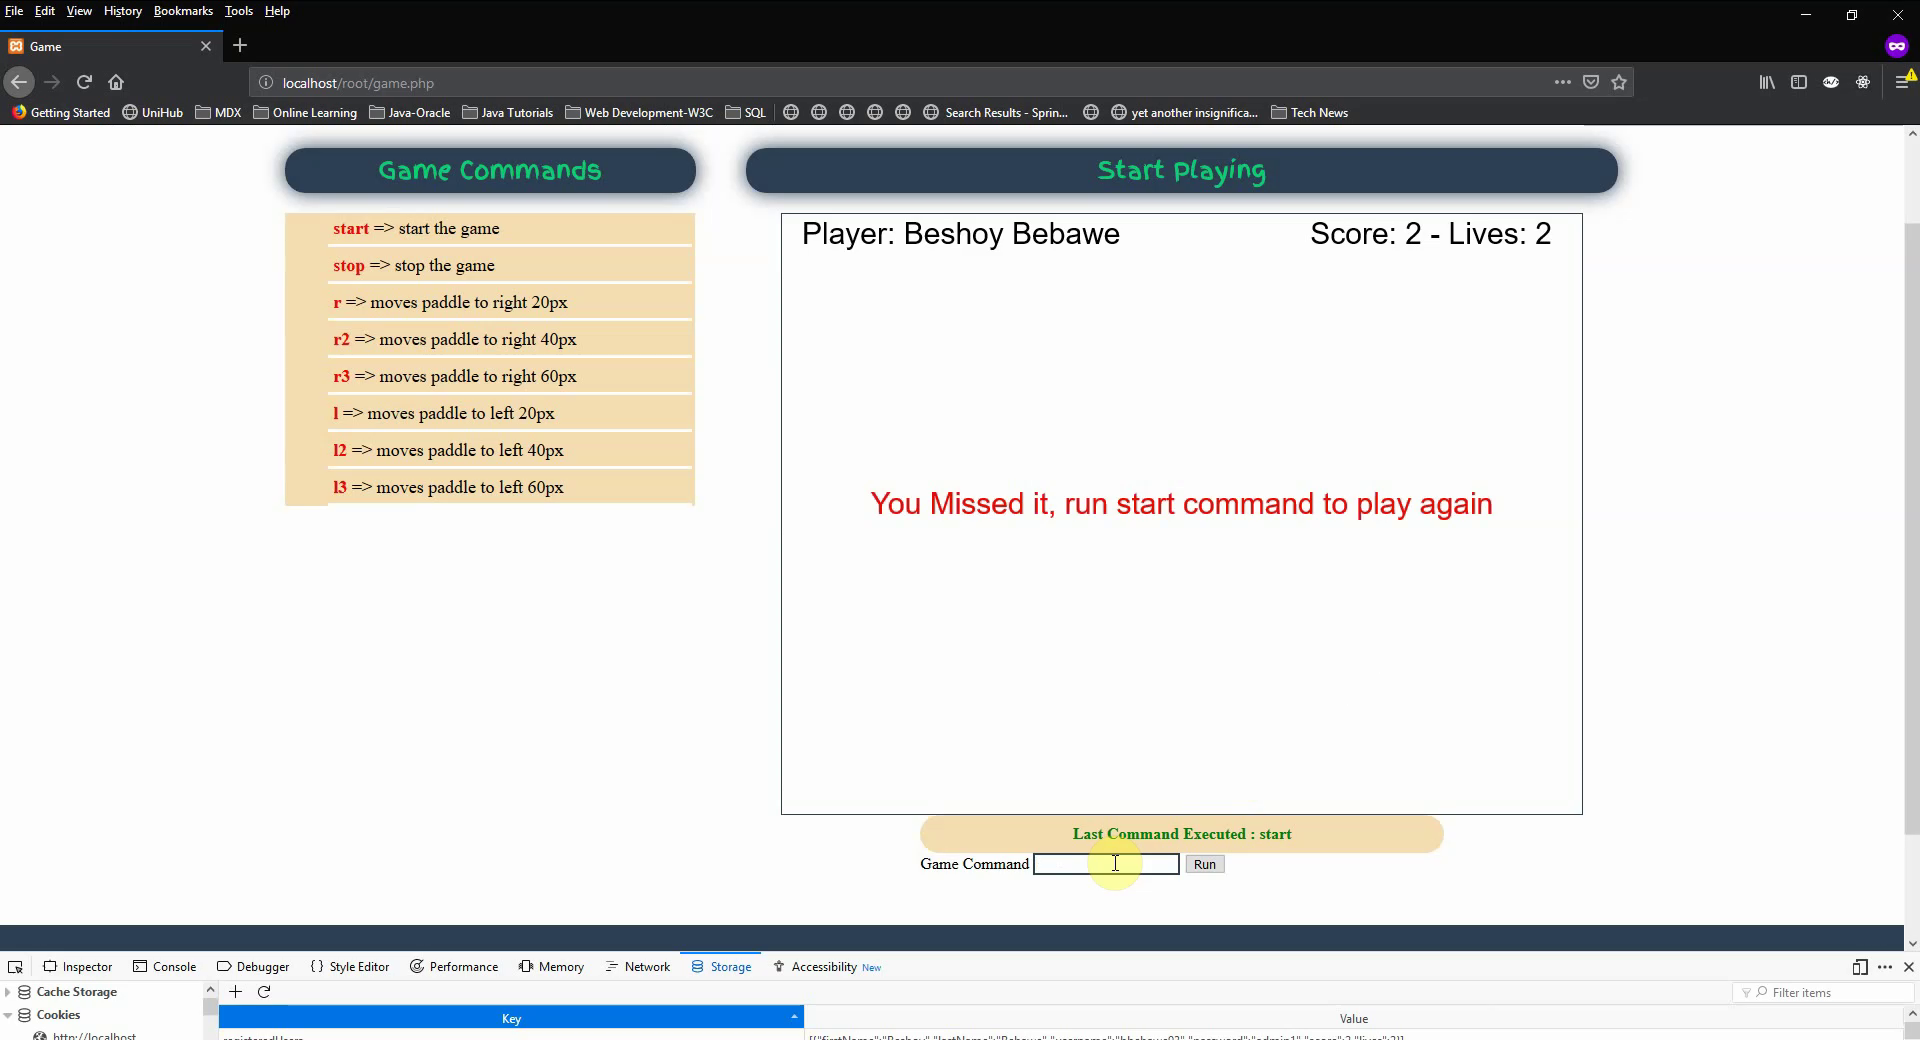 File Edit View History Bookmarks Tools Help
Game
localhost/root/game.php
Getting Started UniHub MDX Online Learning Java-Oracle Java Tutorials Web Development-W3C SQL Search Results - Sprin... yet another insignifica... Tech News
Game Commands
start => start the game
stop => stop the game
r => moves paddle to right 20px
r2 => moves paddle to right 40px
r3 => moves paddle to right 60px
l => moves paddle to left 20px
l2 => moves paddle to left 40px
l3 => moves paddle to left 60px
Start Playing
Player: Beshoy Bebawe Score: 2 - Lives: 2
You Missed it, run start command to play again
Last Command Executed : start
Game Command Run
Inspector Console Debugger {} Style Editor Performance Memory Network Storage Accessibility New
Cache Storage
Filter items
Cookies
Key Value
http://localhost